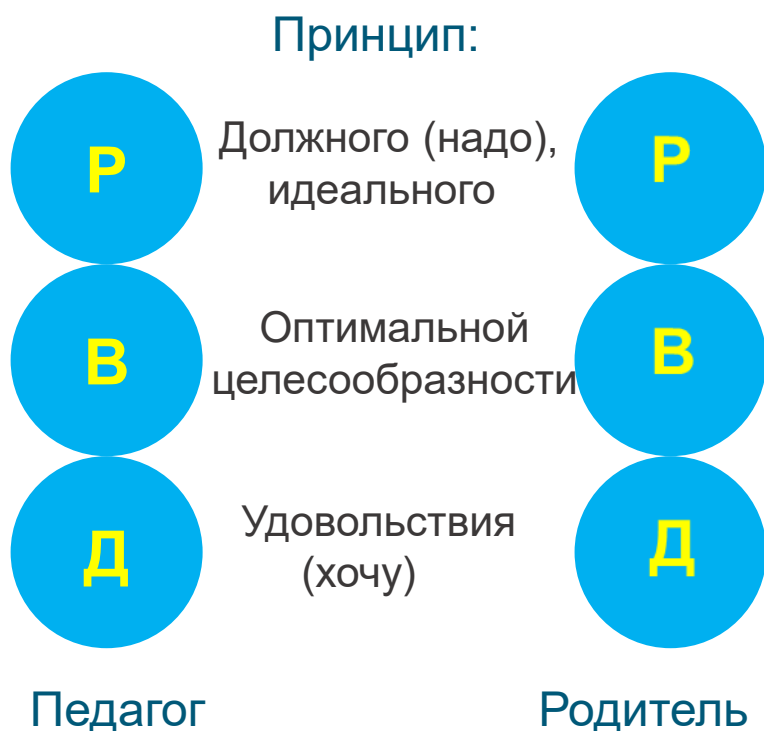 Принцип:
Р
Должного (надо),
идеального
Р
В
Оптимальной
целесообразности
В
Д
Удовольствия
(хочу)
Д
Педагог
Родитель